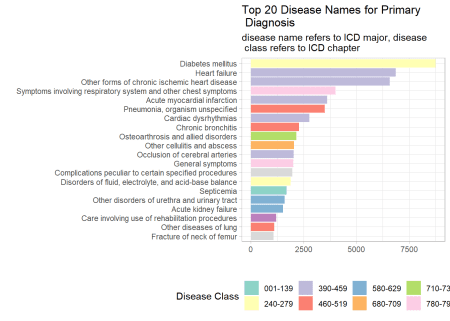 Top 20 Disease Names for Primary
Diagnosis
disease name refers to ICD major, disease
class refers to ICD chapter
Diabetes mellitus
Heart failure
Other forms of chronic ischemic heart disease
Symptoms involving respiratory system and other chest symptoms
Acute myocardial infarction
Pneumonia, organism unspecified
Cardiac dysrhythmias
Chronic bronchitis
Osteoarthrosis and allied disorders
Other cellulitis and abscess
Occlusion of cerebral arteries
General symptoms
Complications peculiar to certain specified procedures
Disorders of fluid, electrolyte, and acid-base balance
Septicemia
Other disorders of urethra and urinary tract
Acute kidney failure
Care involving use of rehabilitation procedures
Other diseases of lung
Fracture of neck of femur
0 2500 5000 7500
Disease Class
001-139 390-459 580-629 710-73
240-279 460-519 680-709 780-79